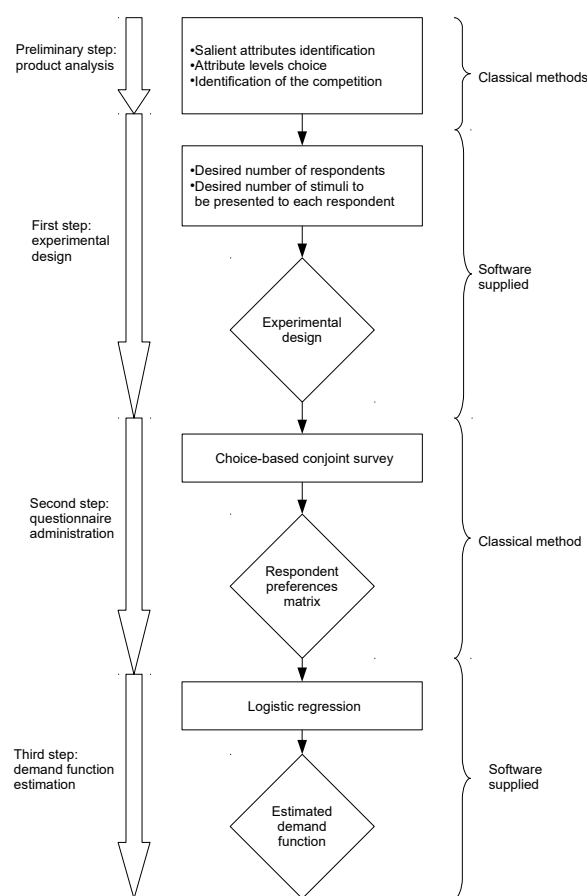 Preliminary step:
product analysis
•Salient attributes identification
•Attribute levels choice
•Identification of the competition
Classical methods
•Desired number of respondents
•Desired number of stimuli to
be presented to each respondent
First step:
experimental
design
Experimental
design
Software
supplied
Choice-based conjoint survey
Second step:
questionnaire
administration
Respondent
preferences
matrix
Classical method
Logistic regression
Third step:
demand function
estimation
Estimated
demand
function
Software
supplied